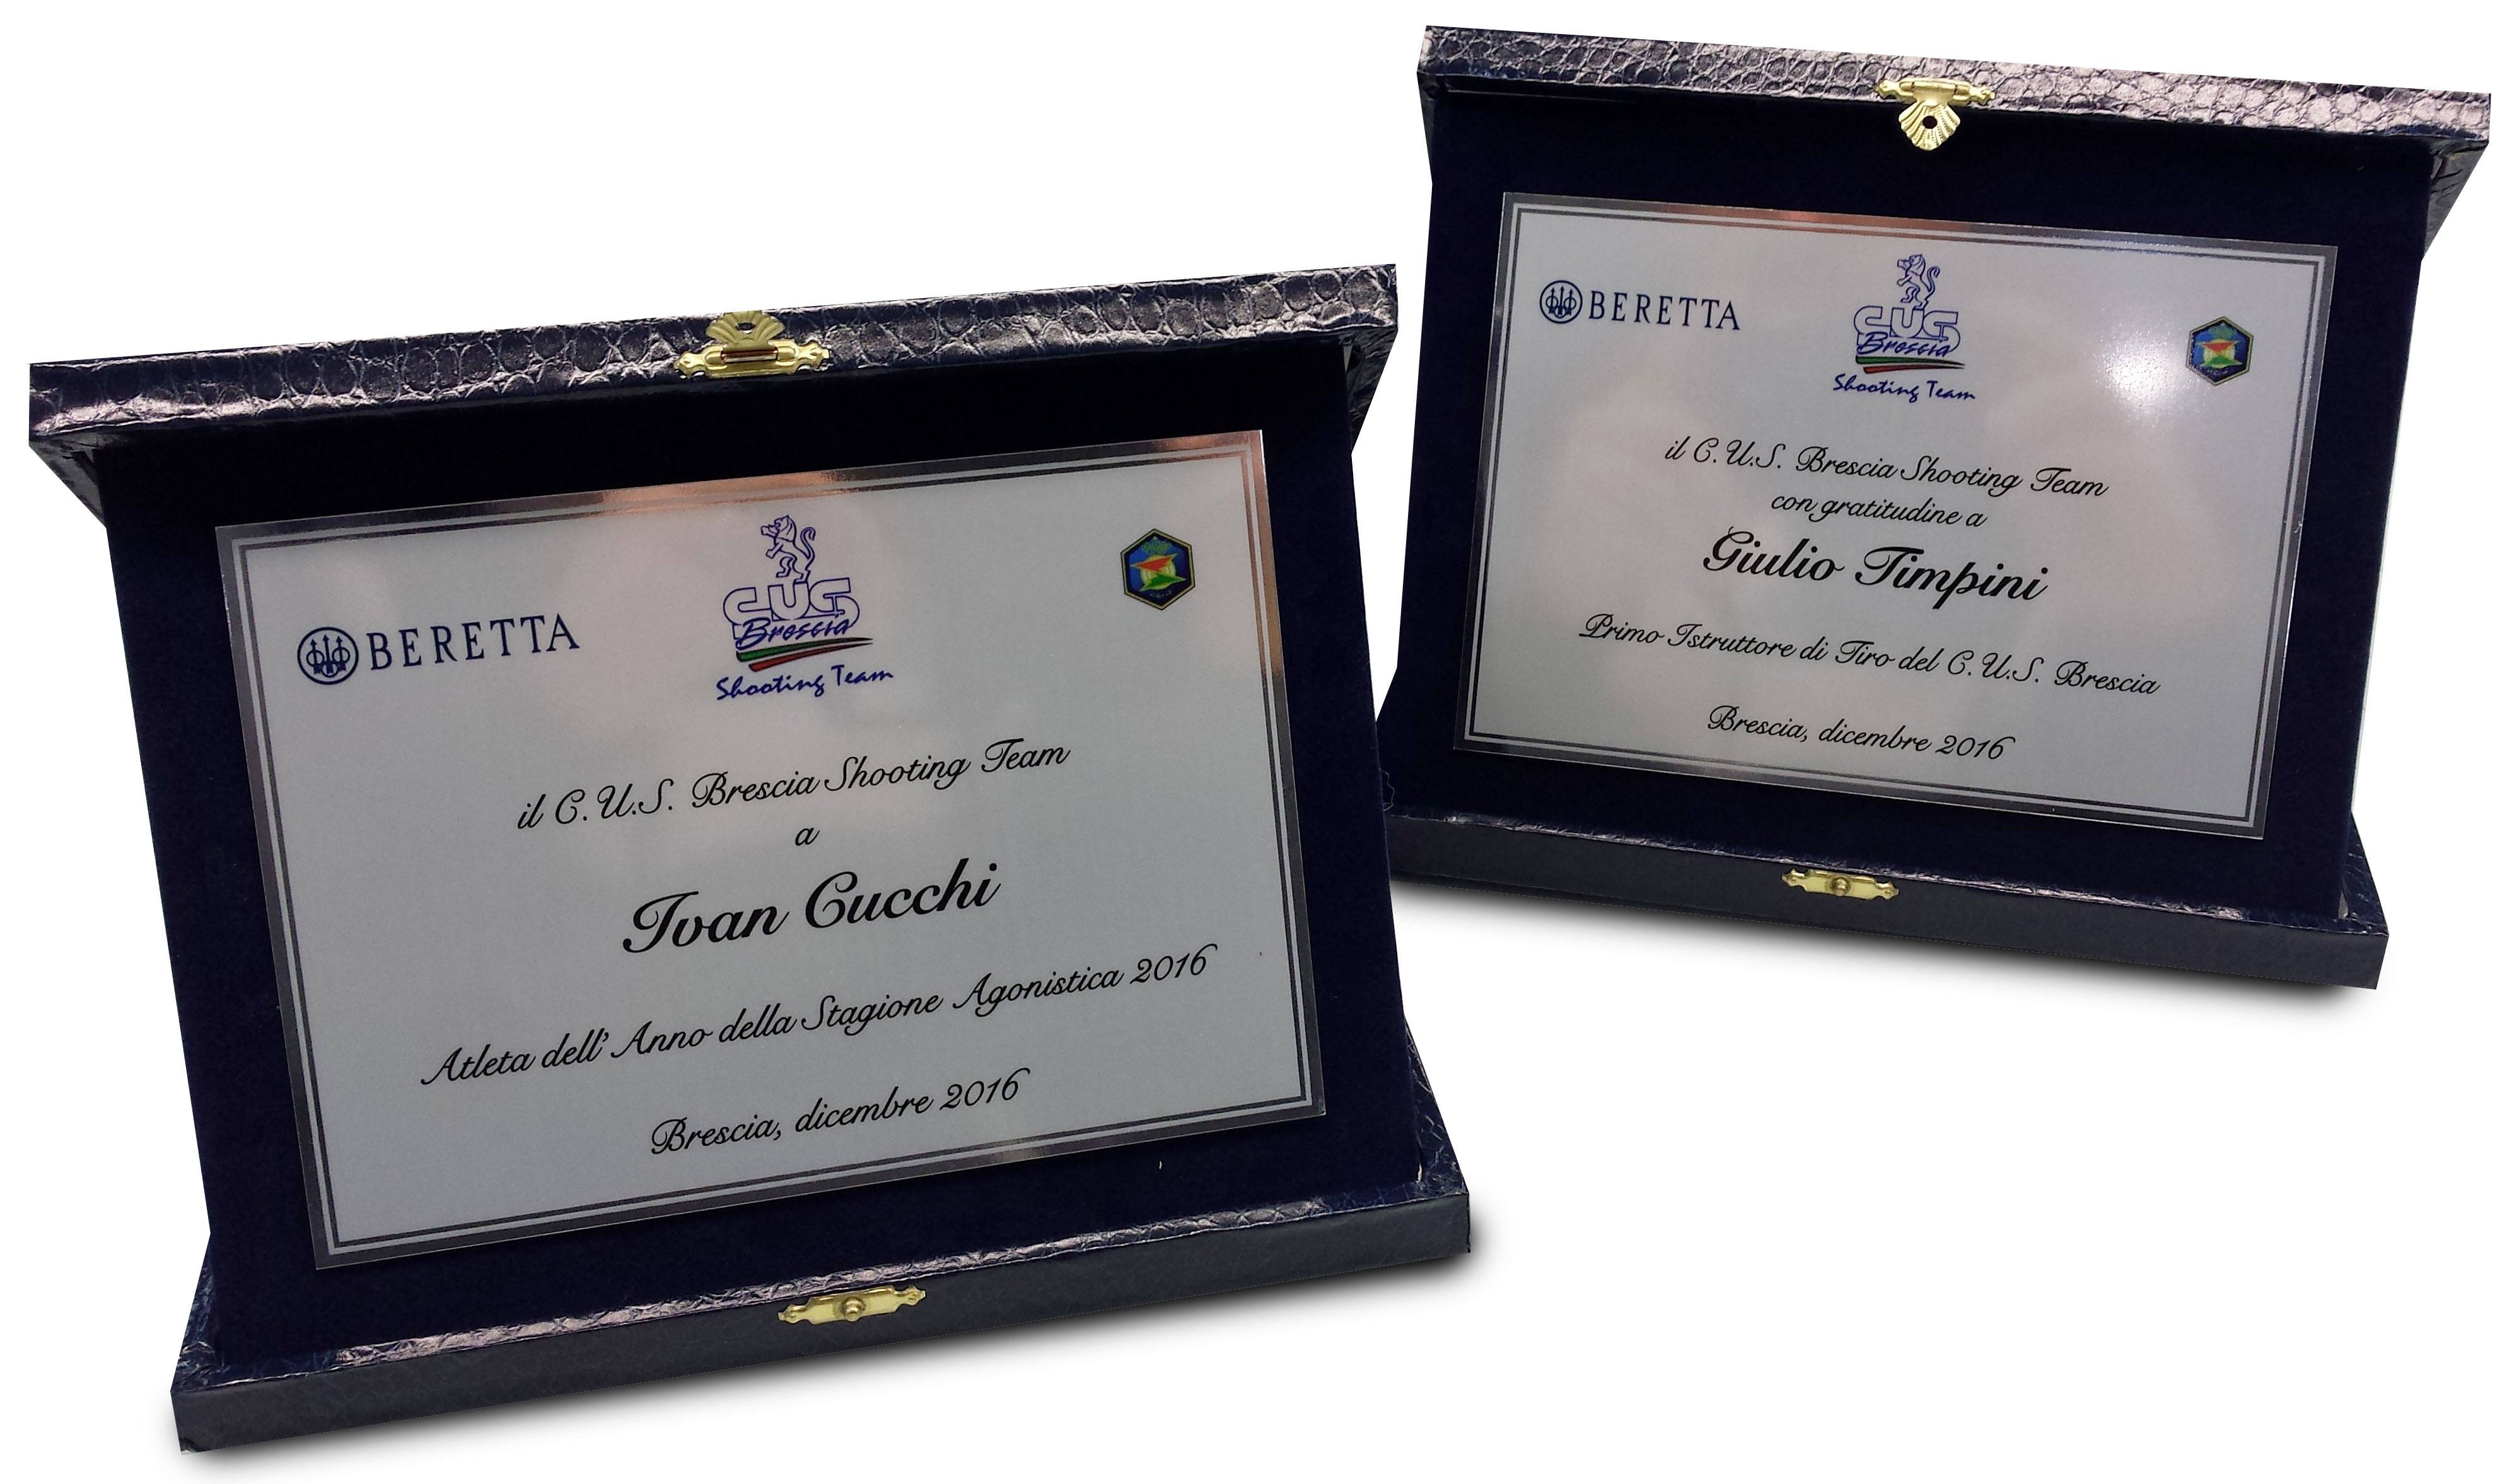 BERETTA
CUS
Brescia
Shooting Team
il C.U.S. Brescia Shooting Team
a
Ivan Cucchi
Atleta dell' Anno della Stagione Agonistica 2016
Brescia, dicembre 2016
BERETTA
CUS
Brescia
Shooting Team
il C.U.S. Brescia Shooting Team
con gratitudine a
Giulio Timpini
Primo Istruttore di Tiro del C.U.S. Brescia
Brescia, dicembre 2016